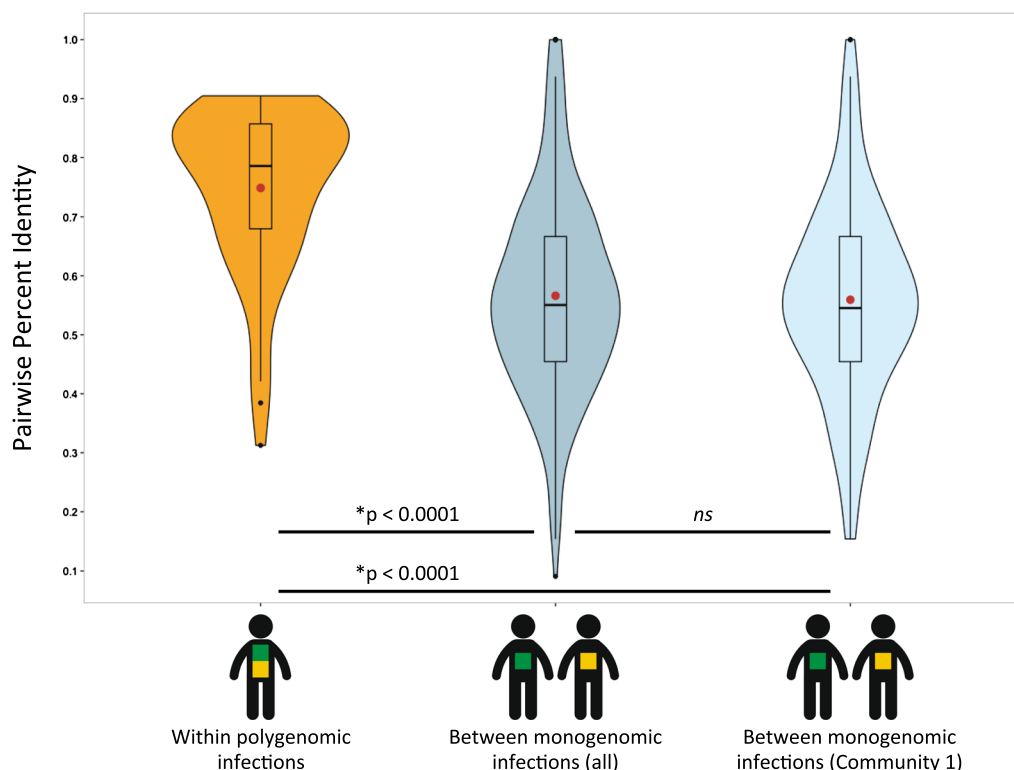 Pairwise Percent Identity
1.0
0.9
0.8
0.7
0.6
0.5
0.4
0.3
0.2
0.1
*p < 0.0001
ns
*p < 0.0001
Within polygenomic
infections
Between monogenomic
infections (all)
Between monogenomic
infections (Community 1)